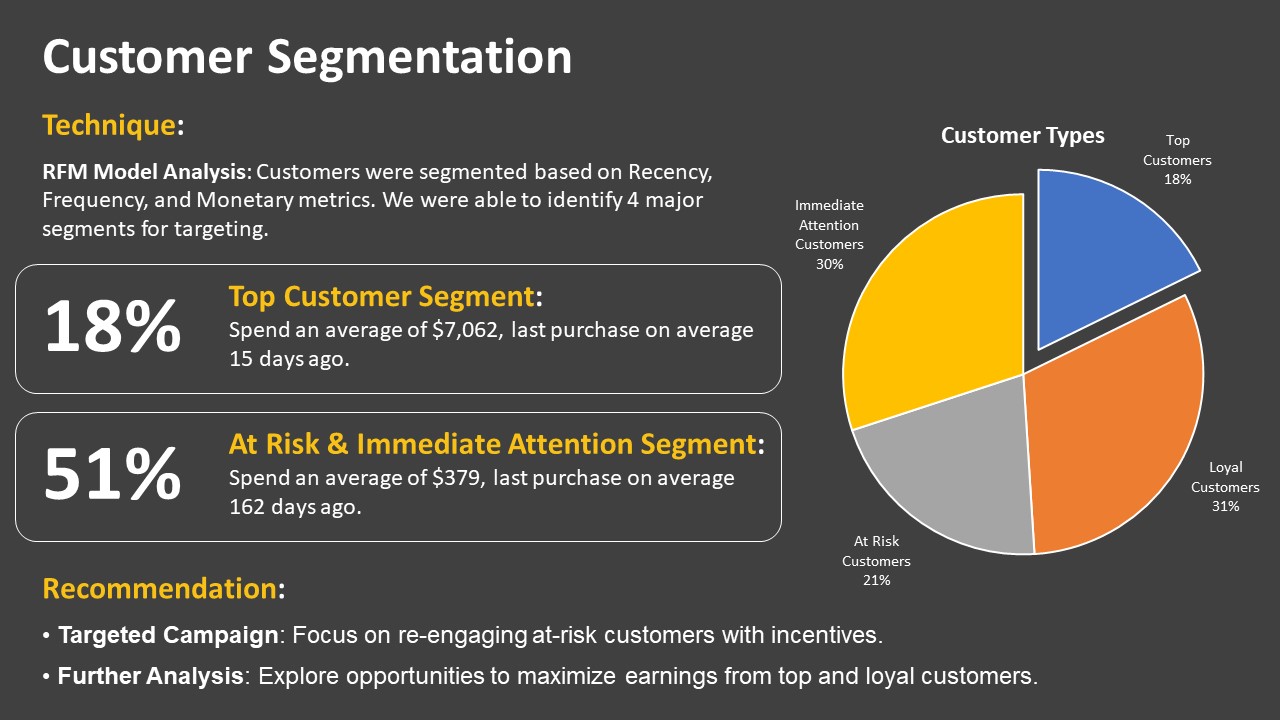 Customer Segmentation
Technique:
RFM Model Analysis: Customers were segmented based on Recency,
Frequency, and Monetary metrics. We were able to identify 4 major
segments for targeting.
18%
Top Customer Segment:
Spend an average of $7,062, last purchase on average
15 days ago.
51%
At Risk & Immediate Attention Segment:
Spend an average of $379, last purchase on average
162 days ago.
Recommendation:
• Targeted Campaign: Focus on re-engaging at-risk customers with incentives.
• Further Analysis: Explore opportunities to maximize earnings from top and loyal customers.
Customer Types
Top
Customers
18%
Immediate
Attention
Customers
30%
Loyal
Customers
31%
At Risk
Customers
21%